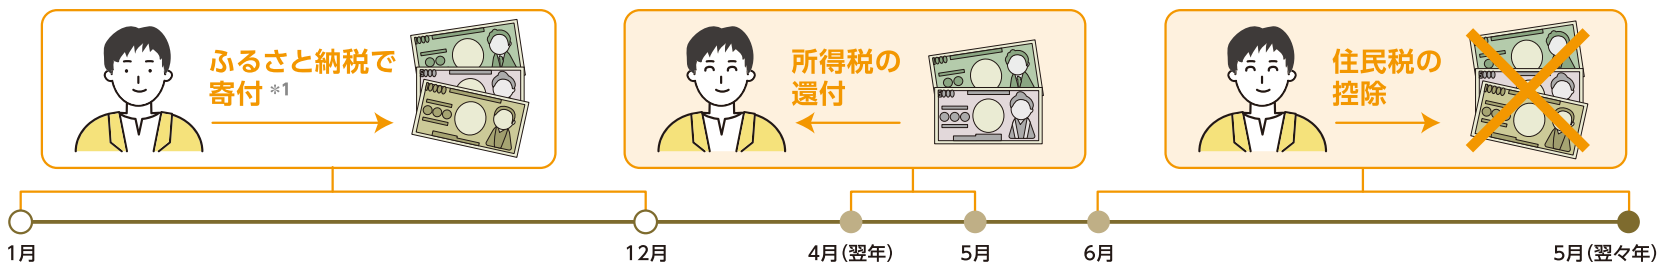 ふるさと納税で
寄付 *1
所得税の
還付
住民税の
控除
1月
12月
4月(翌年)
5月
6月
5月(翌々年)